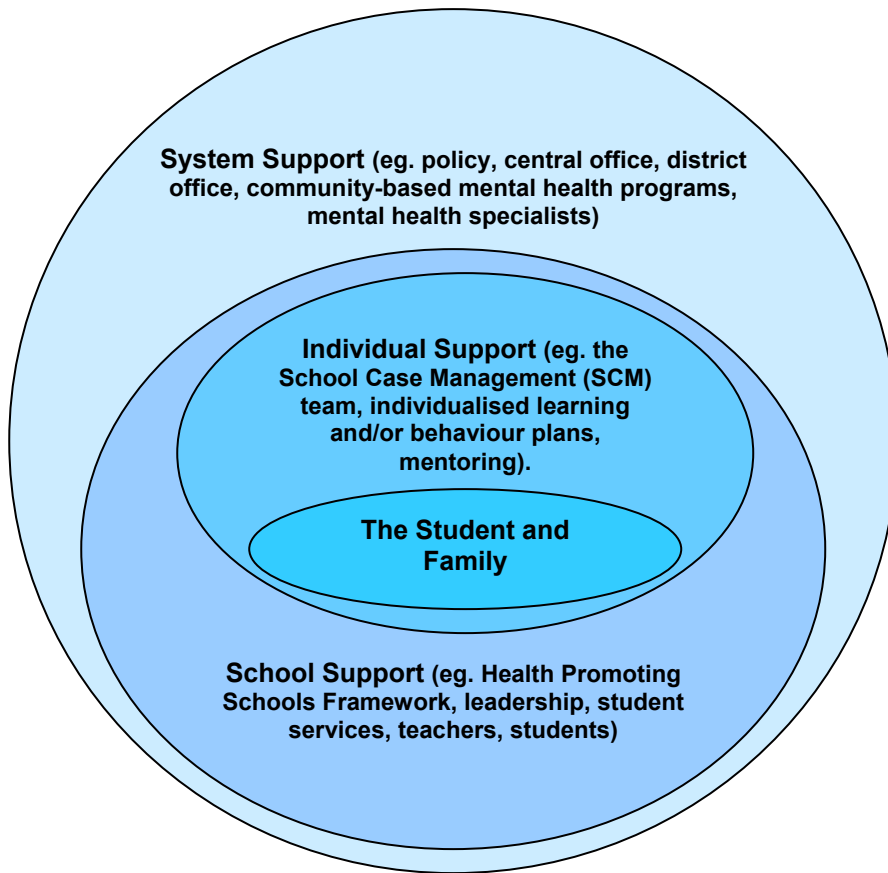 System Support (eg. policy, central office, district
office, community-based mental health programs,
mental health specialists)
Individual Support (eg. the
School Case Management (SCM)
team, individualised learning
and/or behaviour plans,
mentoring).
The Student and
Family
School Support (eg. Health Promoting
Schools Framework, leadership, student
services, teachers, students)